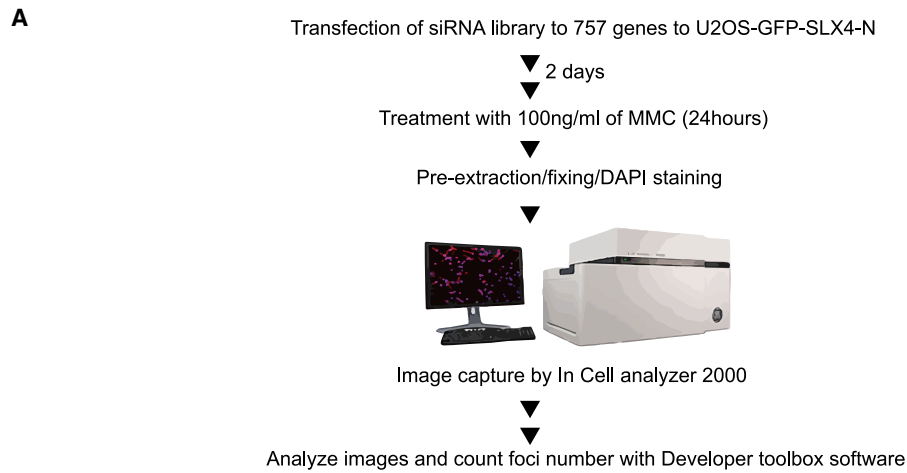 A
Transfection of siRNA library to 757 genes to U2OS-GFP-SLX4-N
2 days
Treatment with 100ng/ml of MMC (24hours)
Pre-extraction/fixing/DAPI staining
Image capture by In Cell analyzer 2000
Analyze images and count foci number with Developer toolbox software